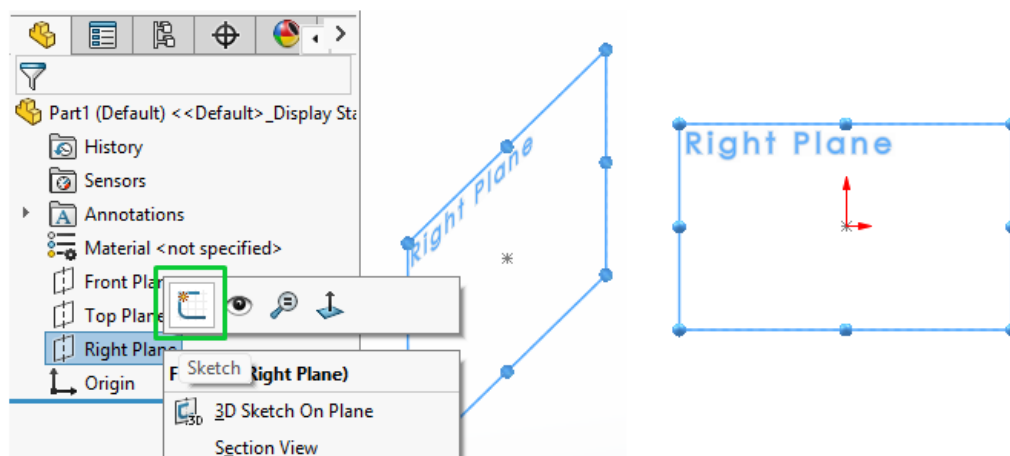 Part1 (Default) <<Default>_Display Sta
History
Sensors
Annotations
Material <not specified>
Front Plan
Top Plane
Right Plane
Sketch
Right Plane)
Origin
3D Sketch On Plane
Section View
Right Plane
Right Plane